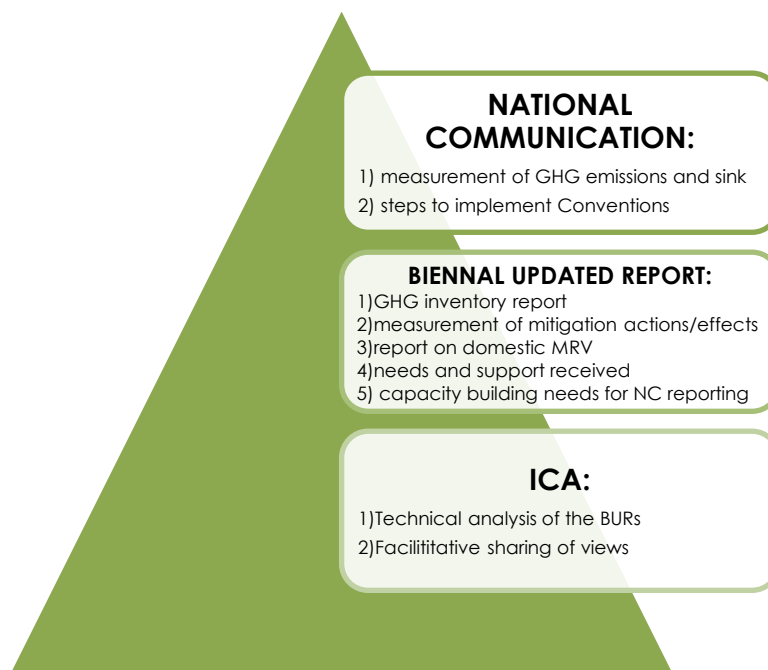 NATIONAL
COMMUNICATION:
1) measurement of GHG emissions and sink
2) steps to implement Conventions
BIENNAL UPDATED REPORT:
1)GHG inventory report
2)measurement of mitigation actions/effects
3)report on domestic MRV
4)needs and support received
5) capacity building needs for NC reporting
ICA:
1)Technical analysis of the BURs
2)Facilititative sharing of views